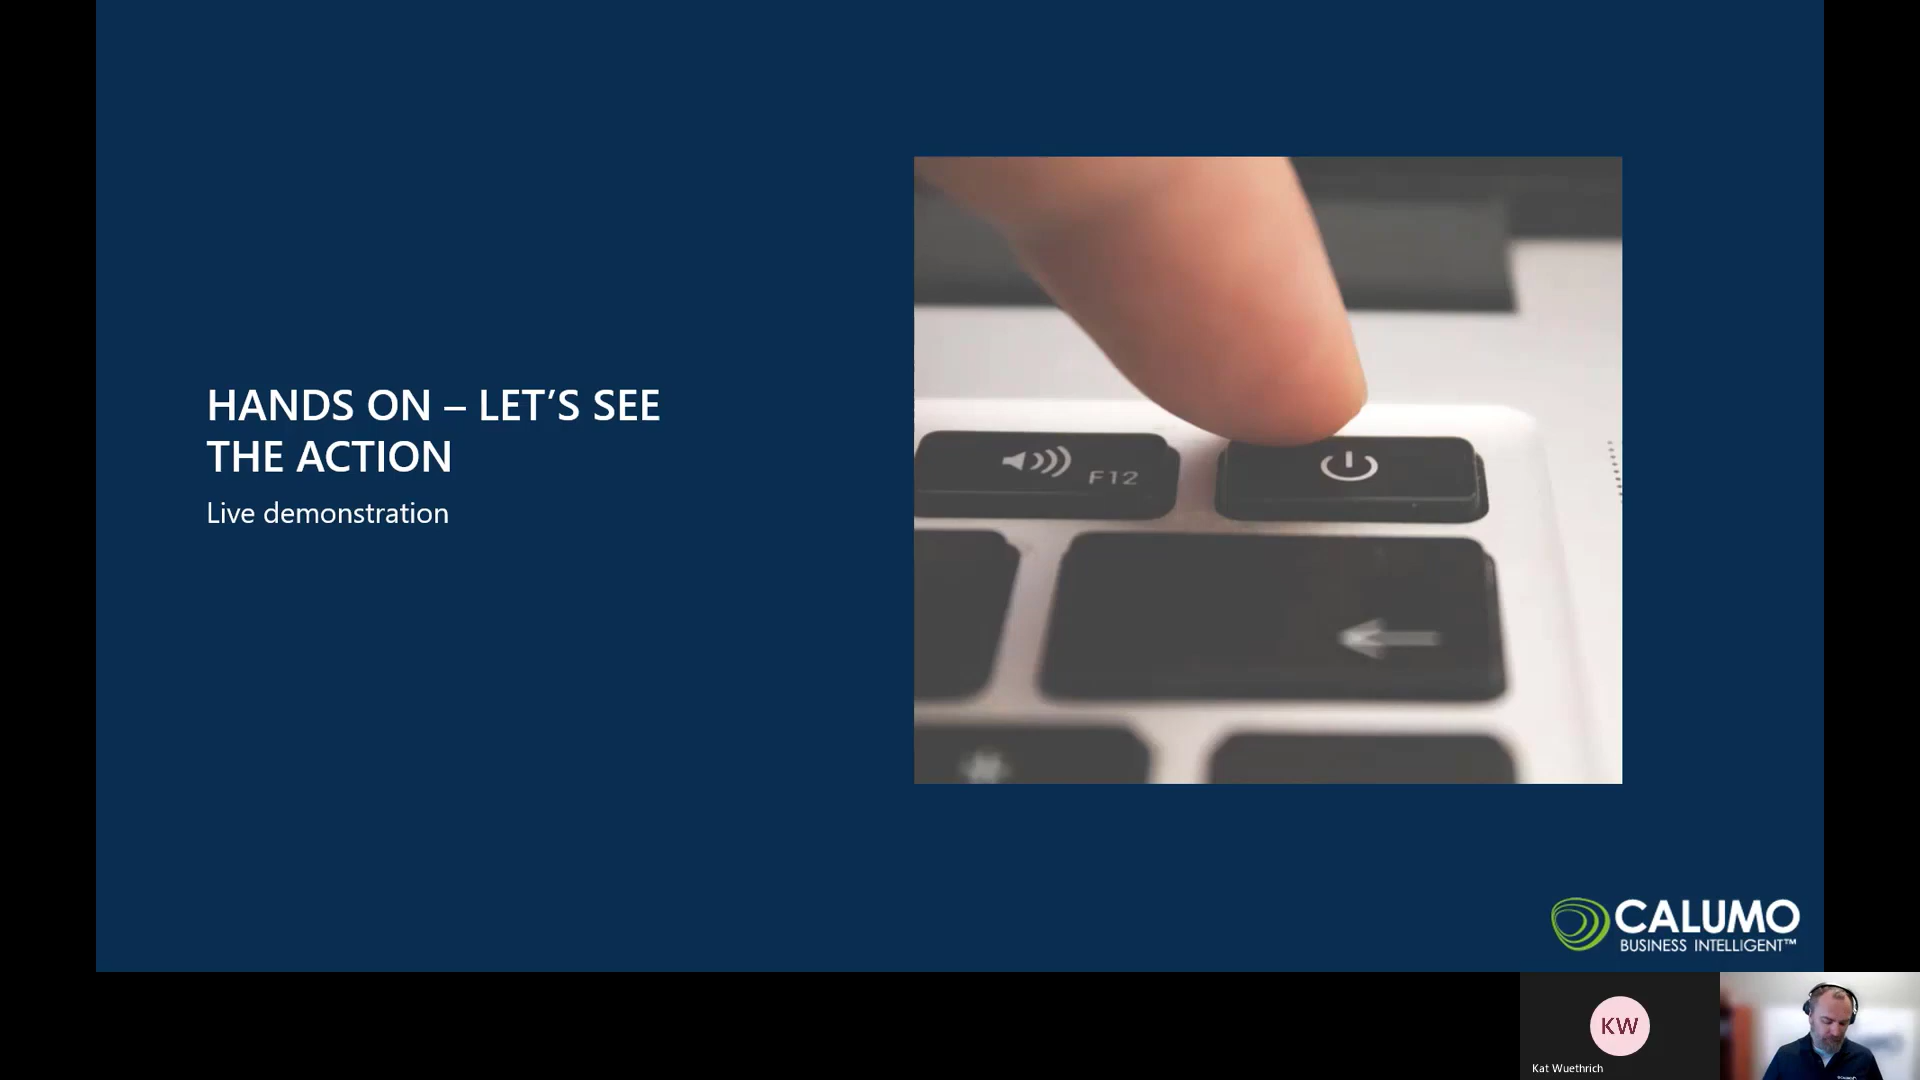 HANDS ON – LET’S SEE
THE ACTION
Live demonstration
F12
CALUMO
BUSINESS INTELLIGENT™
KW
Kat Wuethrich